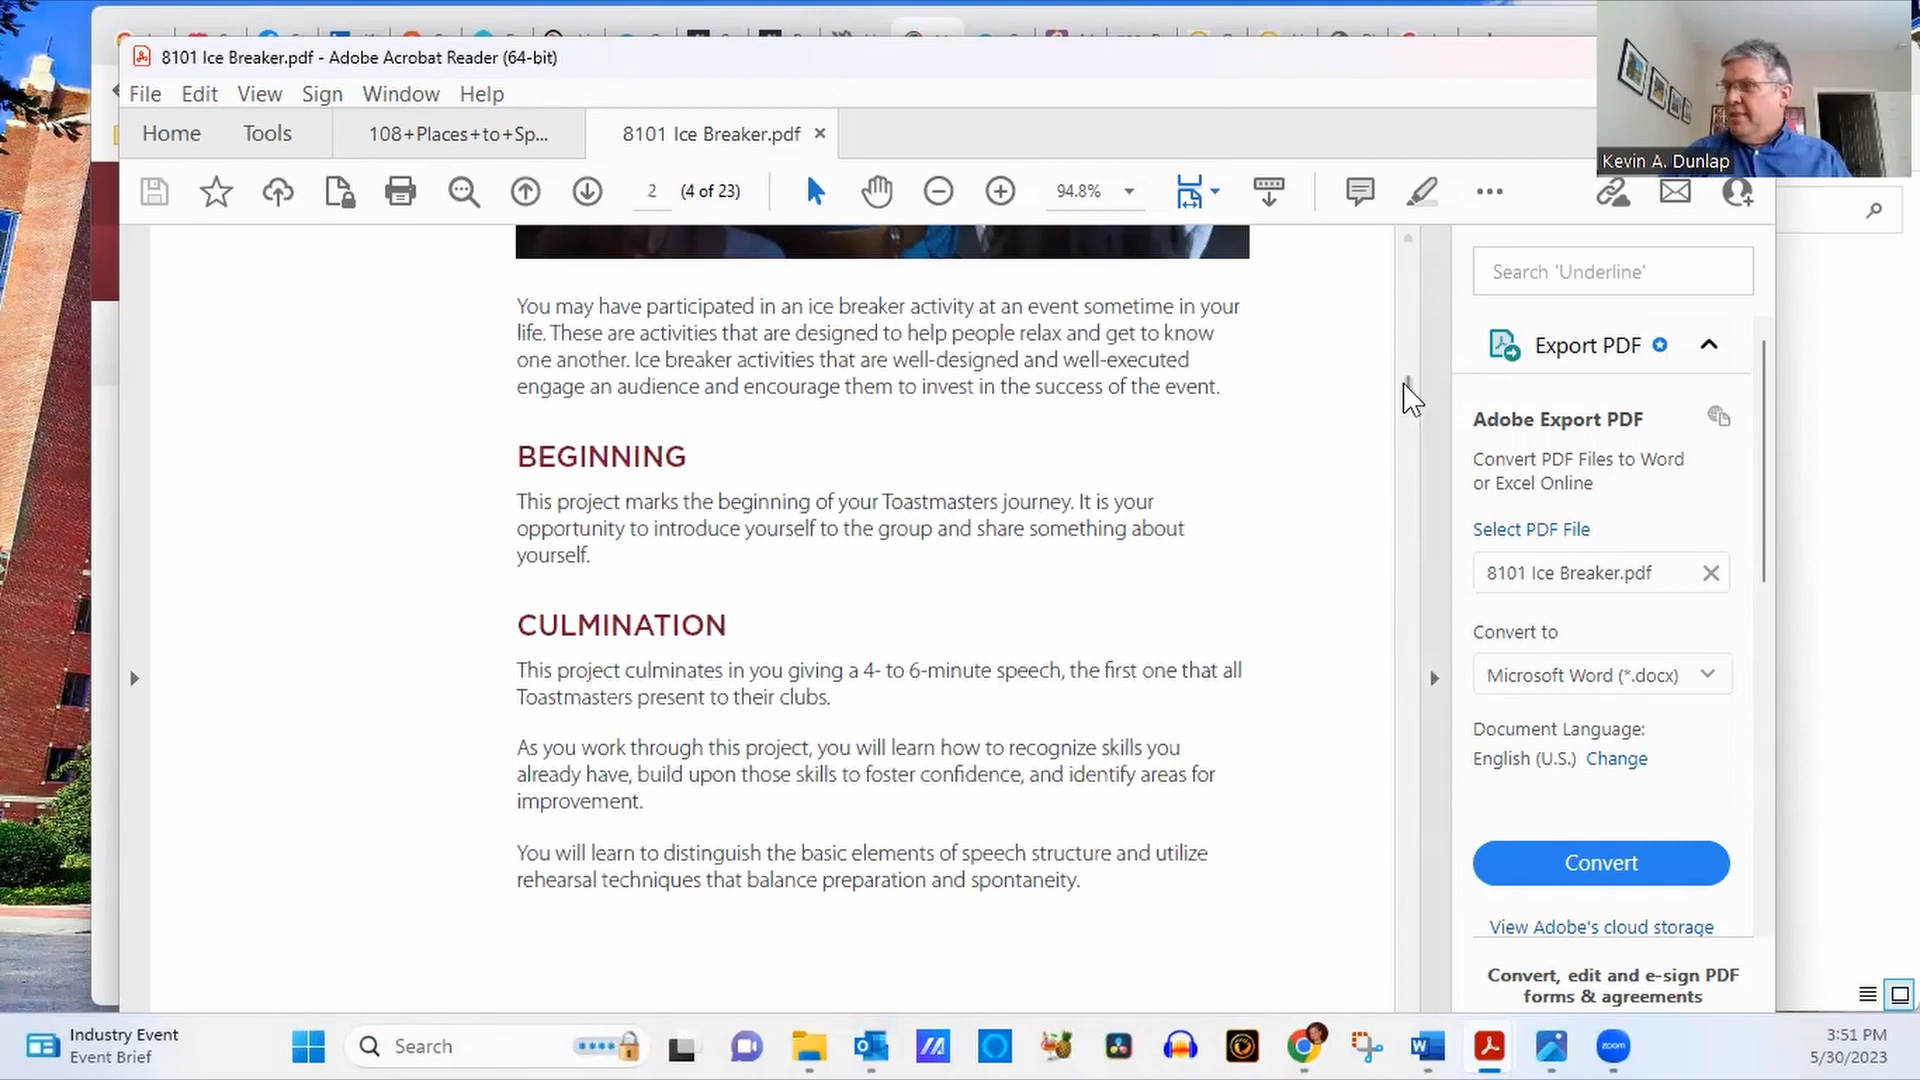 8101 Ice Breaker.pdf - Adobe Acrobat Reader (64-bit)
File Edit View Sign Window Help
Home Tools 108+Places+to+Sp... 8101 Ice Breaker.pdf
Kevin A. Dunlap
2 (4 of 23) 94.8%
You may have participated in an ice breaker activity at an event sometime in your
life. These are activities that are designed to help people relax and get to know
one another. Ice breaker activities that are well-designed and well-executed
engage an audience and encourage them to invest in the success of the event.
BEGINNING
This project marks the beginning of your Toastmasters journey. It is your
opportunity to introduce yourself to the group and share something about
yourself.
CULMINATION
This project culminates in you giving a 4- to 6-minute speech, the first one that all
Toastmasters present to their clubs.
As you work through this project, you will learn how to recognize skills you
already have, build upon those skills to foster confidence, and identify areas for
improvement.
You will learn to distinguish the basic elements of speech structure and utilize
rehearsal techniques that balance preparation and spontaneity.
Search 'Underline'
Export PDF
Adobe Export PDF
Convert PDF Files to Word
or Excel Online
Select PDF File
8101 Ice Breaker.pdf
Convert to
Microsoft Word (*.docx)
Document Language:
English (U.S.) Change
Convert
View Adobe's cloud storage
Convert, edit and e-sign PDF
forms & agreements
Industry Event
Event Brief
Search
zoom
3:51 PM
5/30/2023